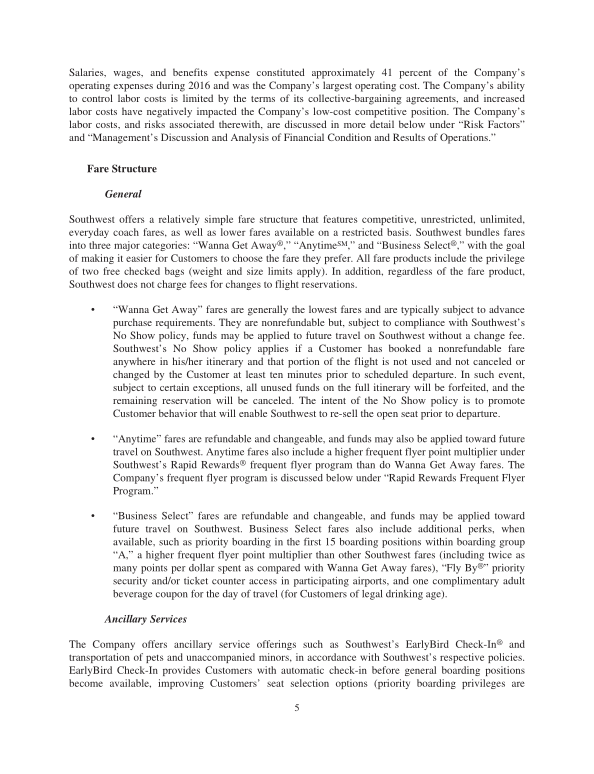 Salaries, wages, and benefits expense constituted approximately 41 percent of the Company's
operating expenses during 2016 and was the Company's largest operating cost. The Company's ability
to control labor costs is limited by the terms of its collective-bargaining agreements, and increased
labor costs have negatively impacted the Company's low-cost competitive position. The Company's
labor costs, and risks associated therewith, are discussed in more detail below under “Risk Factors”
and “Management's Discussion and Analysis of Financial Condition and Results of Operations.”
Fare Structure
General
Southwest offers a relatively simple fare structure that features competitive, unrestricted, unlimited,
everyday coach fares, as well as lower fares available on a restricted basis. Southwest bundles fares
into three major categories: “Wanna Get Away®,” “Anytime℠,” and “Business Select®,” with the goal
of making it easier for Customers to choose the fare they prefer. All fare products include the privilege
of two free checked bags (weight and size limits apply). In addition, regardless of the fare product,
Southwest does not charge fees for changes to flight reservations.
• “Wanna Get Away” fares are generally the lowest fares and are typically subject to advance
purchase requirements. They are nonrefundable but, subject to compliance with Southwest's
No Show policy, funds may be applied to future travel on Southwest without a change fee.
Southwest's No Show policy applies if a Customer has booked a nonrefundable fare
anywhere in his/her itinerary and that portion of the flight is not used and not canceled or
changed by the Customer at least ten minutes prior to scheduled departure. In such event,
subject to certain exceptions, all unused funds on the full itinerary will be forfeited, and the
remaining reservation will be canceled. The intent of the No Show policy is to promote
Customer behavior that will enable Southwest to re-sell the open seat prior to departure.
• “Anytime” fares are refundable and changeable, and funds may also be applied toward future
travel on Southwest. Anytime fares also include a higher frequent flyer point multiplier under
Southwest's Rapid Rewards® frequent flyer program than do Wanna Get Away fares. The
Company's frequent flyer program is discussed below under “Rapid Rewards Frequent Flyer
Program.”
• “Business Select” fares are refundable and changeable, and funds may be applied toward
future travel on Southwest. Business Select fares also include additional perks, when
available, such as priority boarding in the first 15 boarding positions within boarding group
“A,” a higher frequent flyer point multiplier than other Southwest fares (including twice as
many points per dollar spent as compared with Wanna Get Away fares), “Fly By®” priority
security and/or ticket counter access in participating airports, and one complimentary adult
beverage coupon for the day of travel (for Customers of legal drinking age).
Ancillary Services
The Company offers ancillary service offerings such as Southwest's EarlyBird Check-In® and
transportation of pets and unaccompanied minors, in accordance with Southwest's respective policies.
EarlyBird Check-In provides Customers with automatic check-in before general boarding positions
become available, improving Customers' seat selection options (priority boarding privileges are
5